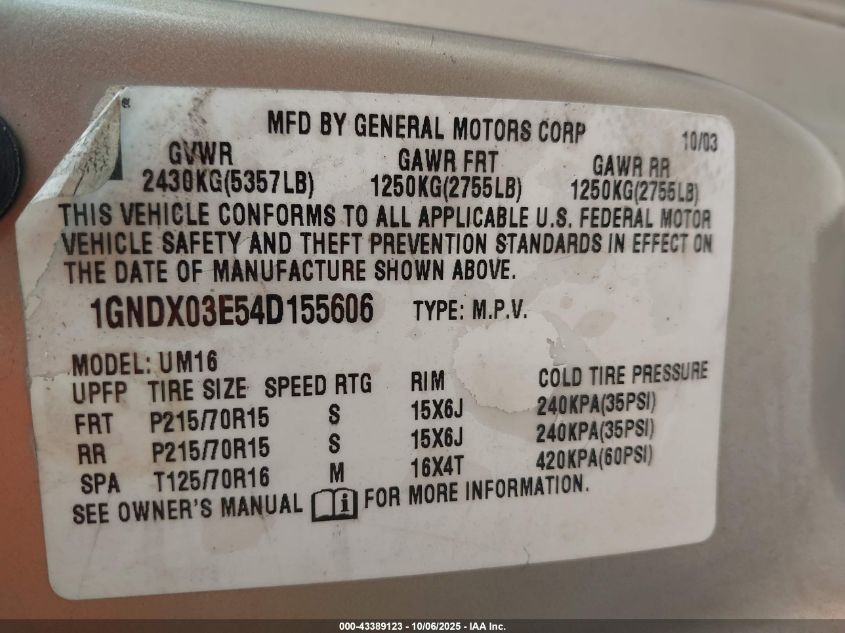 MFD BY GENERAL MOTORS CORP 10/03
GVWR GAWR FRT GAWR RR
2430KG(5357LB) 1250KG(2755LB) 1250KG(2755LB)
THIS VEHICLE CONFORMS TO ALL APPLICABLE U.S. FEDERAL MOTOR
VEHICLE SAFETY AND THEFT PREVENTION STANDARDS IN EFFECT ON
THE DATE OF MANUFACTURE SHOWN ABOVE.
1GNDX03E54D155606 TYPE: M.P.V.
MODEL: UM16
UPFP TIRE SIZE SPEED RTG RIM COLD TIRE PRESSURE
FRT P215/70R15 S 15X6J 240KPA(35PSI)
RR P215/70R15 S 15X6J 240KPA(35PSI)
SPA T125/70R16 M 16X4T 420KPA(60PSI)
SEE OWNER'S MANUAL FOR MORE INFORMATION.
000-43389123 - 10/06/2025 - IAA Inc.